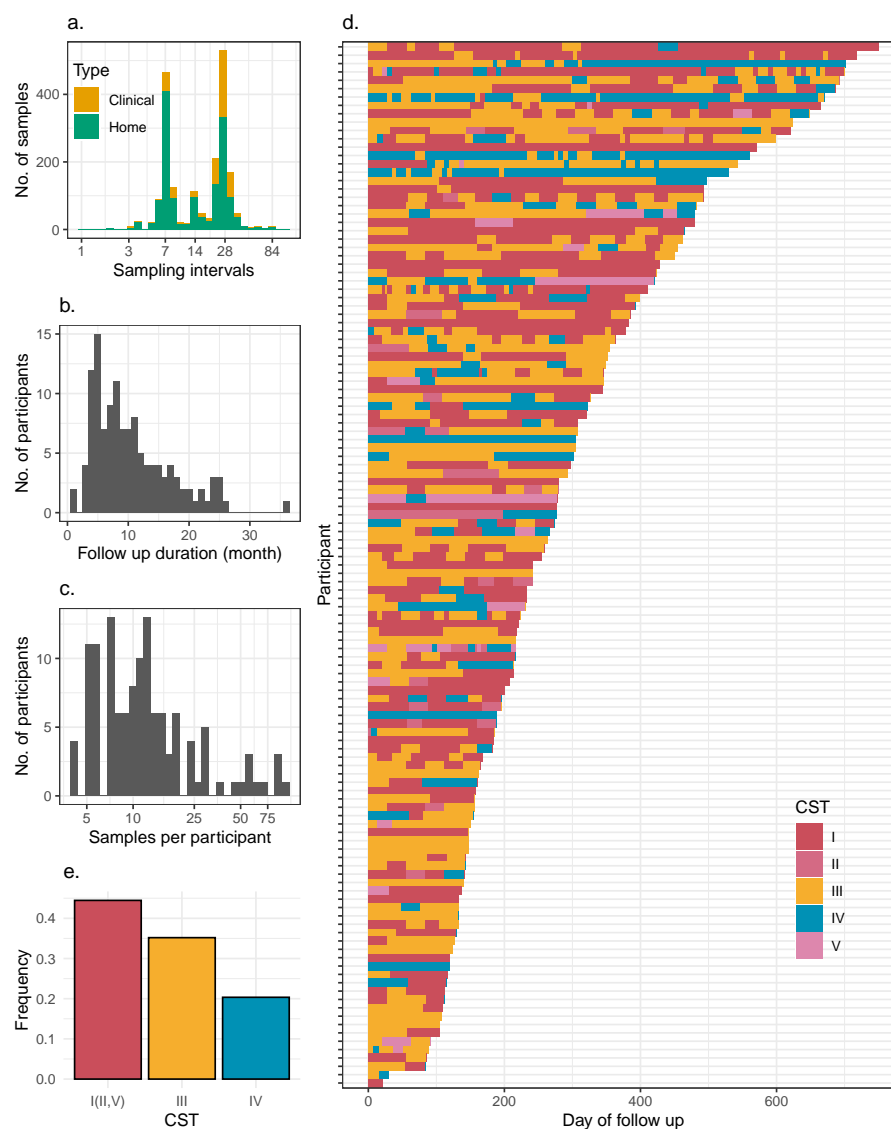 a.
Type
Clinical
Home
No. of samples
0
200
400
1
3
7
14
28
84
Sampling intervals
b.
No. of participants
0
5
10
15
0
10
20
30
Follow up duration (month)
c.
No. of participants
0
5
10
5
10
25
50
75
Samples per participant
e.
Frequency
0.0
0.1
0.2
0.3
0.4
I(II,V)
III
IV
CST
d.
Participant
CST
I
II
III
IV
V
0
200
400
600
Day of follow up